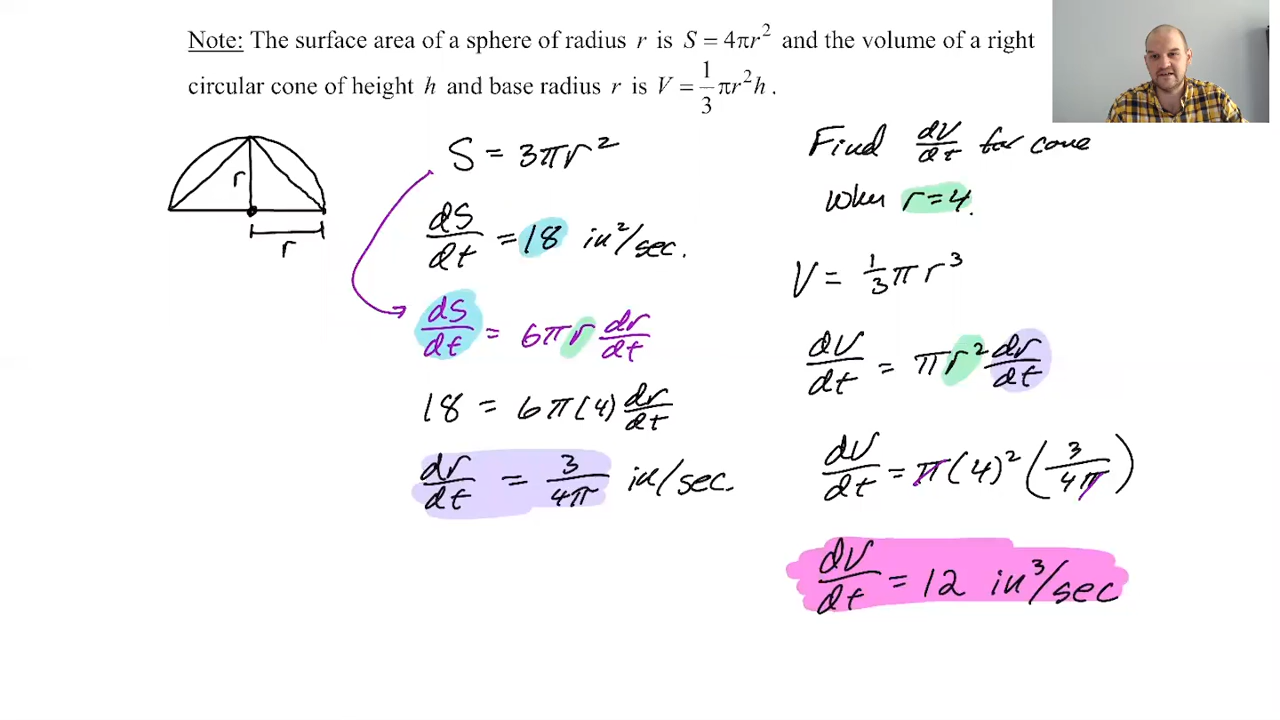 Note: The surface area of a sphere of radius r is S = 4πr² and the volume of a right
circular cone of height h and base radius r is V = 1/3 πr²h.
r
r
S = 3πr²
dS/dt = 18 in²/sec.
dS/dt = 6πr dr/dt
18 = 6π(4) dr/dt
dr/dt = 3/4π in/sec.
Find dV/dt for cone
when r=4.
V = 1/3 π r³
dV/dt = πr² dr/dt
dV/dt = π(4)² (3/4π)
dV/dt = 12 in³/sec